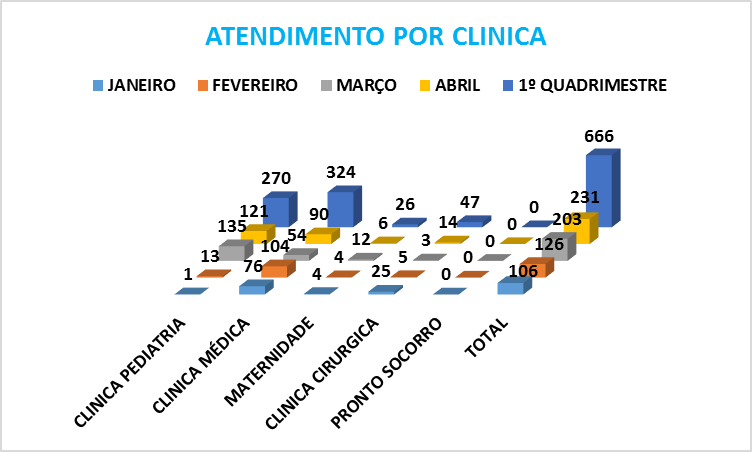 ATENDIMENTO POR CLINICA
JANEIRO FEVEREIRO MARÇO ABRIL 1º QUADRIMESTRE
270 324 26 47 0 666
121 90 6 14 0 231
135 54 12 3 0 203
13 104 4 5 0 126
1 76 4 25 0 106
CLINICA PEDIATRIA
CLINICA MÉDICA
MATERNIDADE
CLINICA CIRURGICA
PRONTO SOCORRO
TOTAL